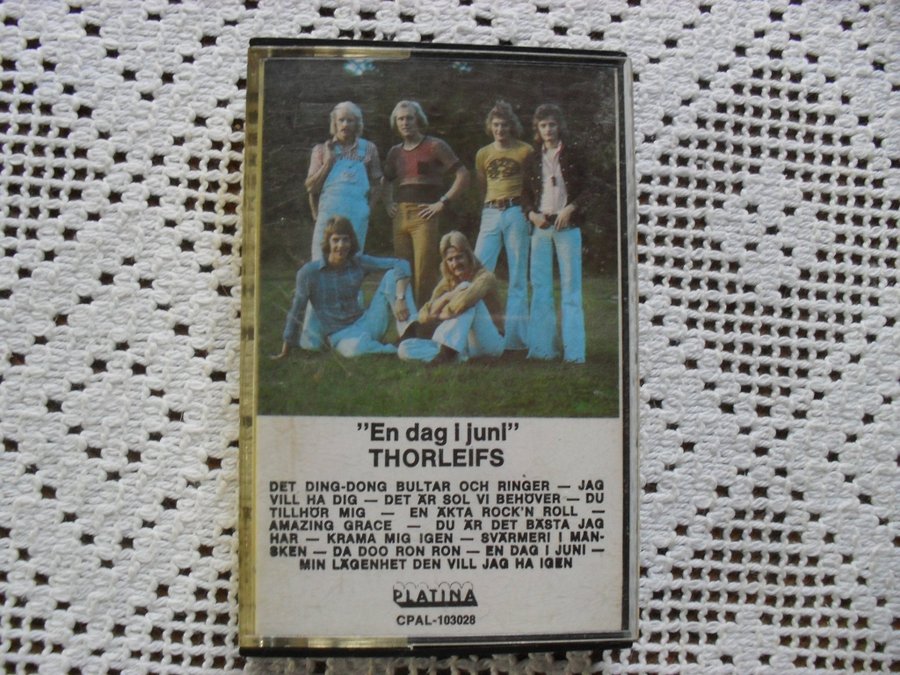 "En dag i juni"
THORLEIFS
DET DING-DONG BULTAR OCH RINGER — JAG
VILL HA DIG — DET ÄR SOL VI BEHÖVER — DU
TILLHÖR MIG — EN ÄKTA ROCK'N ROLL —
AMAZING GRACE — DU ÄR DET BÄSTA JAG
HAR — KRAMA MIG IGEN — SVÄRMERI I MÅN-
SKEN — DA DOO RON RON — EN DAG I JUNI —
MIN LÄGENHET DEN VILL JAG HA IGEN
PLATINA
CPAL-103028